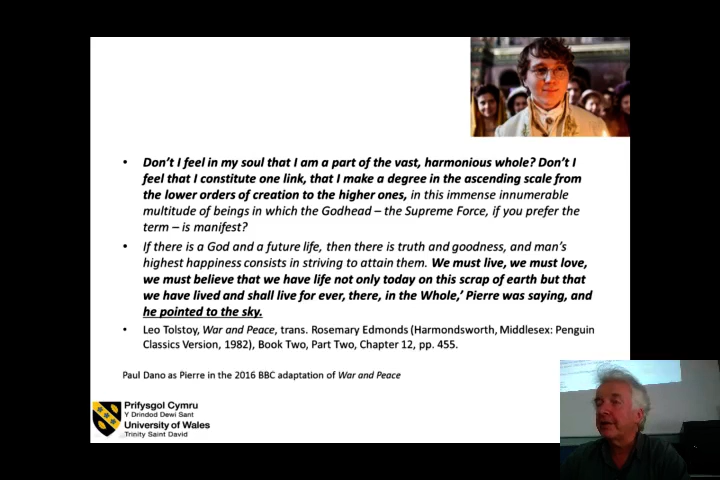 • Don't I feel in my soul that I am a part of the vast, harmonious whole? Don't I
feel that I constitute one link, that I make a degree in the ascending scale from
the lower orders of creation to the higher ones, in this immense innumerable
multitude of beings in which the Godhead – the Supreme Force, if you prefer the
term – is manifest?
• If there is a God and a future life, then there is truth and goodness, and man's
highest happiness consists in striving to attain them. We must live, we must love,
we must believe that we have life not only today on this scrap of earth but that
we have lived and shall live for ever, there, in the Whole,' Pierre was saying, and
he pointed to the sky.
• Leo Tolstoy, War and Peace, trans. Rosemary Edmonds (Harmondsworth, Middlesex: Penguin
Classics Version, 1982), Book Two, Part Two, Chapter 12, pp. 455.
Paul Dano as Pierre in the 2016 BBC adaptation of War and Peace
Prifysgol Cymru
Y Drindod Dewi Sant
University of Wales
Trinity Saint David